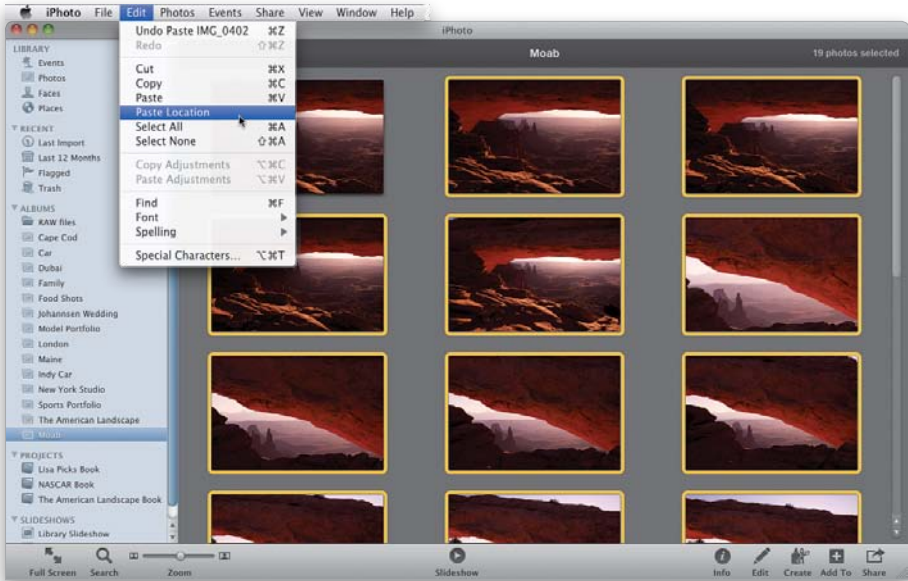 iPhoto File Edit Photos Events Share View Window Help
iPhoto
Undo Paste IMG_0402 ⌘Z
Redo ⇧⌘Z
Cut ⌘X
Copy ⌘C
Paste ⌘V
Paste Location
Select All ⌘A
Select None ⇧⌘A
Copy Adjustments ⌥⌘C
Paste Adjustments ⌥⌘V
Find ⌘F
Font
Spelling
Special Characters... ⌥⌘T
Moab
19 photos selected
LIBRARY
Events
Photos
Faces
Places
RECENT
Last Import
Last 12 Months
Flagged
Trash
ALBUMS
RAW files
Cape Cod
Car
Dubai
Family
Food Shots
Johannsen Wedding
Model Portfolio
London
Maine
Indy Car
New York Studio
Sports Portfolio
The American Landscape
Moab
PROJECTS
Lisa Picks Book
NASCAR Book
The American Landscape Book
SLIDESHOWS
Library Slideshow
Full Screen Search Zoom Slideshow Info Edit Create Add To Share